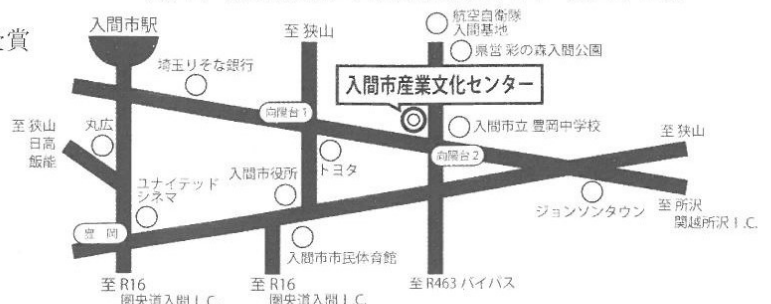 賞
入間市駅
至 狭山
航空自衛隊
入間基地
県営 彩の森入間公園
埼玉りそな銀行
入間市産業文化センター
向陽台1
至 狭山
日高
飯能
丸広
入間市立 豊岡中学校
至 狭山
向陽台2
トヨタ
入間市役所
ユナイテッド
シネマ
ジョンソンタウン
至 所沢
関越所沢 I.C.
豊 岡
入間市市民体育館
至 R16
圏央道入間 I.C.
至 R16
圏央道入間 I.C.
至 R463 バイパス